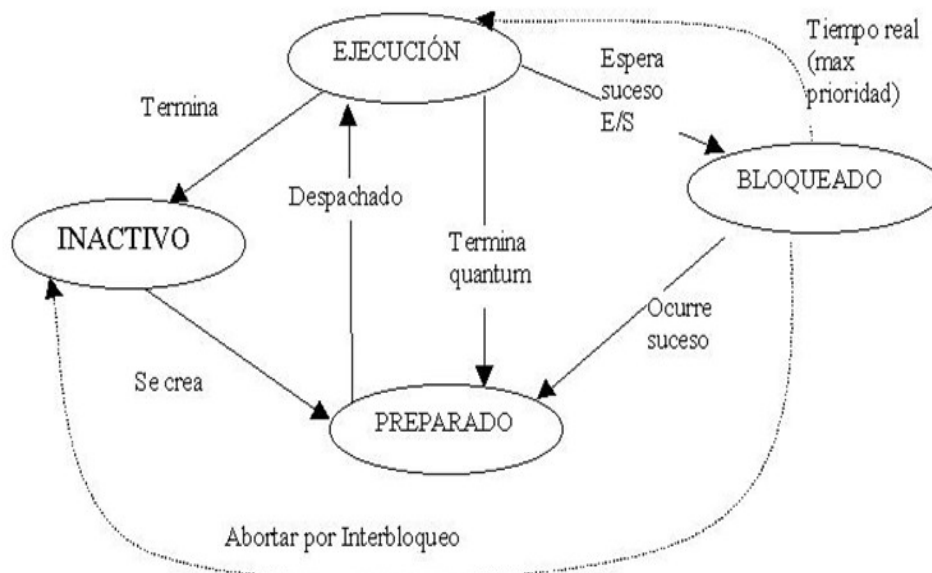 EJECUCIÓN
Tiempo real
(max
prioridad)
Espera
suceso
E/S
Termina
BLOQUEADO
Despachado
INACTIVO
Termina
quantum
Ocurre
suceso
Se crea
PREPARADO
Abortar por Interbloqueo